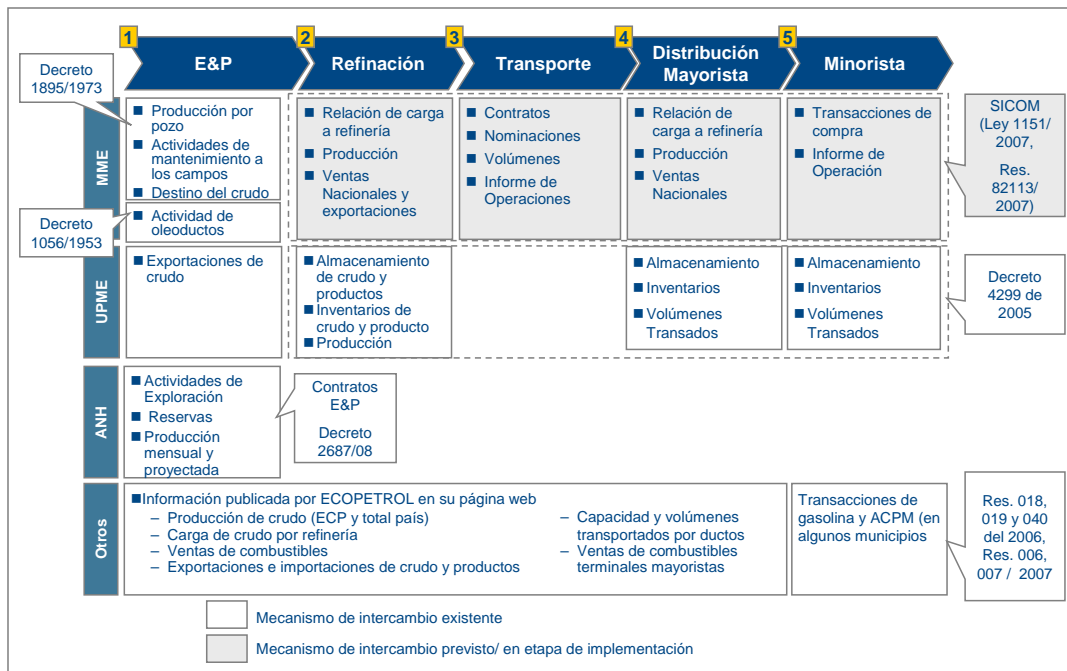 1
E&P
2
Refinación
3
Transporte
4
Distribución
Mayorista
5
Minorista
Decreto
1895/1973
MME
■ Producción por
pozo
■ Actividades de
mantenimiento a
los campos
■ Destino del crudo
■ Actividad de
oleoductos
Decreto
1056/1953
■ Relación de carga
a refinería
■ Producción
■ Ventas
Nacionales y
exportaciones
■ Contratos
■ Nominaciones
■ Volúmenes
■ Informe de
Operaciones
■ Relación de
carga a refinería
■ Producción
■ Ventas
Nacionales
■ Transacciones de
compra
■ Informe de
Operación
SICOM
(Ley 1151/
2007,
Res.
82113/
2007)
UPME
■ Exportaciones de
crudo
■ Almacenamiento
de crudo y
productos
■ Inventarios de
crudo y producto
■ Producción
■ Almacenamiento
■ Inventarios
■ Volúmenes
Transados
■ Almacenamiento
■ Inventarios
■ Volúmenes
Transados
Decreto
4299 de
2005
ANH
■ Actividades de
Exploración
■ Reservas
■ Producción
mensual y
proyectada
Contratos
E&P
Decreto
2687/08
Otros
■ Información publicada por ECOPETROL en su página web
– Producción de crudo (ECP y total país)
– Carga de crudo por refinería
– Ventas de combustibles
– Exportaciones e importaciones de crudo y productos
– Capacidad y volúmenes
transportados por ductos
– Ventas de combustibles
terminales mayoristas
Transacciones de
gasolina y ACPM (en
algunos municipios
Res. 018,
019 y 040
del 2006,
Res. 006,
007 / 2007
Mecanismo de intercambio existente
Mecanismo de intercambio previsto/ en etapa de implementación